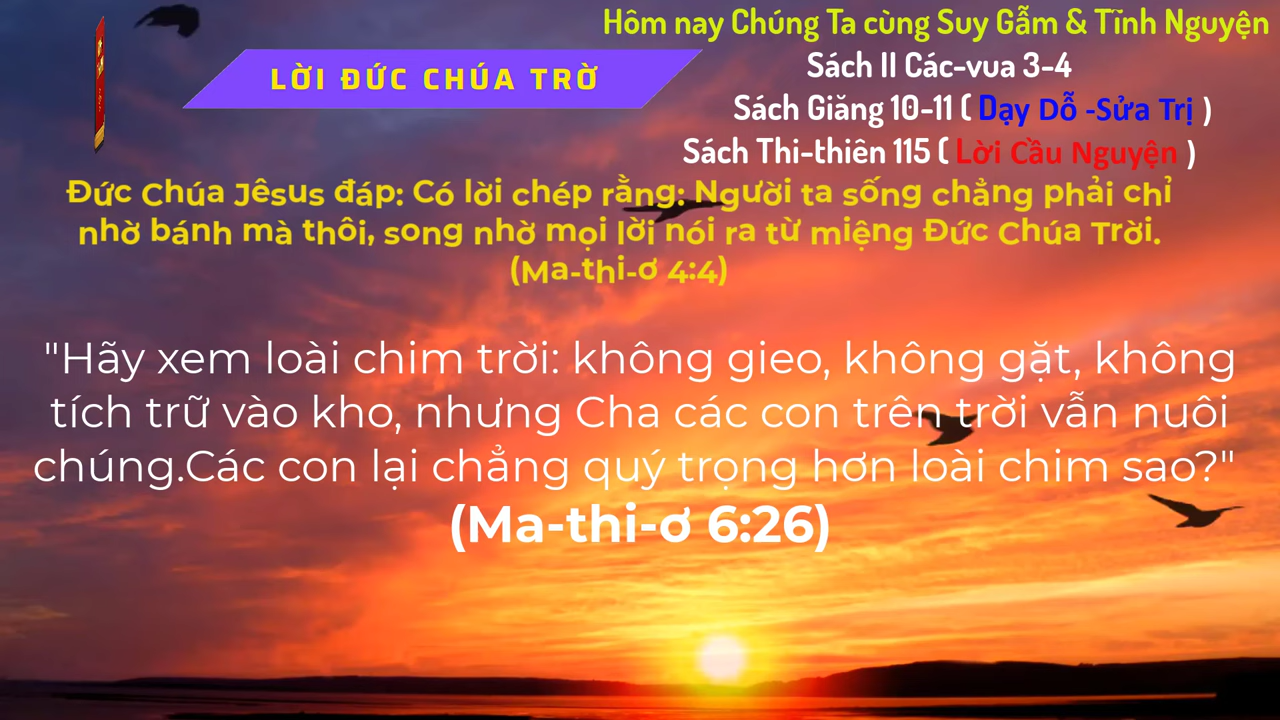 Hôm nay Chúng Ta cùng Suy Gẫm & Tĩnh Nguyện
Sách II Các-vua 3-4
LỜI ĐỨC CHÚA TRỜ
Sách Giăng 10-11 ( Dạy Dỗ -Sửa Trị )
Sách Thi-thiên 115 ( Lời Cầu Nguyện )
Đức Chúa Jêsus đáp: Có lời chép rằng: Người ta sống chẳng phải chỉ
nhờ bánh mà thôi, song nhờ mọi lời nói ra từ miệng Đức Chúa Trời.
(Ma-thi-ơ 4:4)
"Hãy xem loài chim trời: không gieo, không gặt, không
tích trữ vào kho, nhưng Cha các con trên trời vẫn nuôi
chúng.Các con lại chẳng quý trọng hơn loài chim sao?"
(Ma-thi-ơ 6:26)